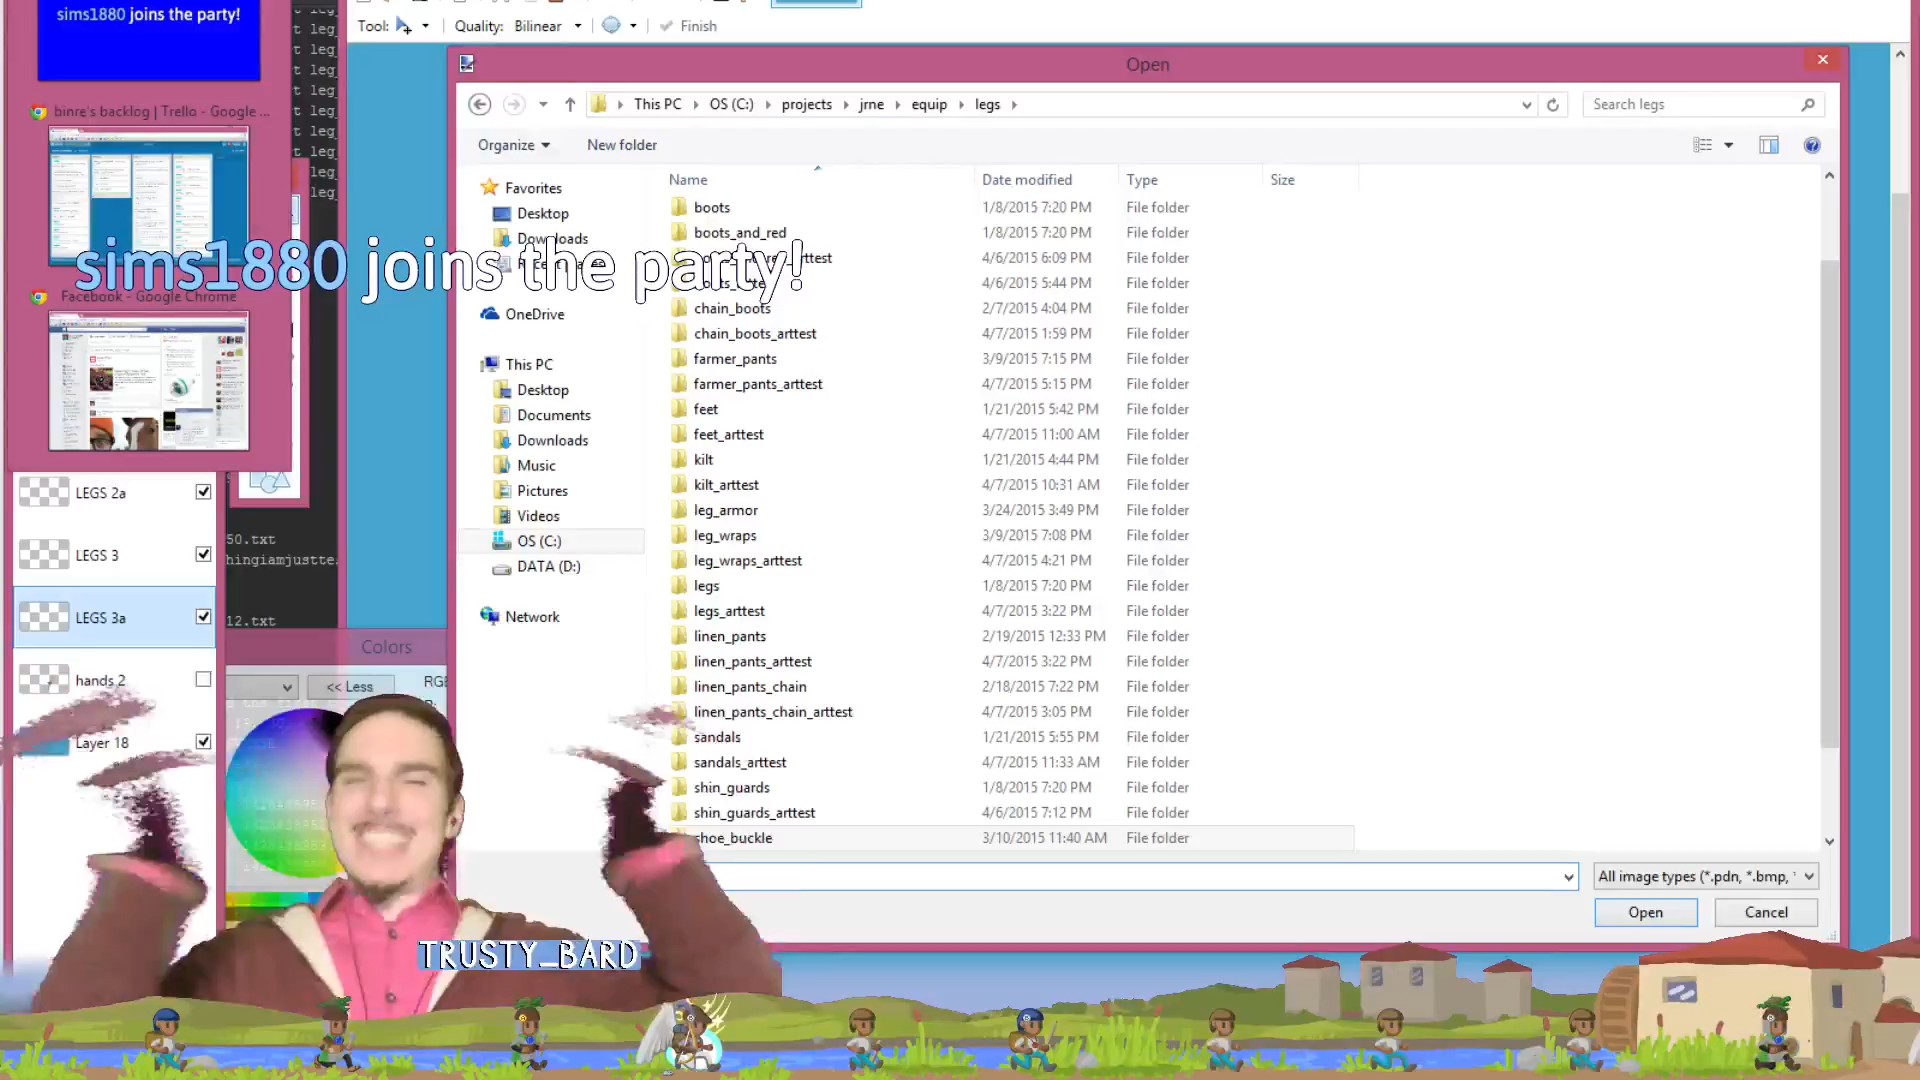 sims1880 joins the party!
binre's backlog | Trello - Google ...
Facebook - Google Chrome
sims1880 joins the party!
Tool:
Quality: Bilinear
Finish
Open
This PC
OS (C:)
projects
jrne
equip
legs
Search legs
Organize
New folder
Name
Date modified
Type
Size
Favorites
Desktop
Downloads
OneDrive
This PC
Desktop
Documents
Downloads
Music
Pictures
Videos
OS (C:)
DATA (D:)
Network
boots 1/8/2015 7:20 PM File folder
boots_and_red 1/8/2015 7:20 PM File folder
4/6/2015 6:09 PM File folder
4/6/2015 5:44 PM File folder
chain_boots 2/7/2015 4:04 PM File folder
chain_boots_arttest 4/7/2015 1:59 PM File folder
farmer_pants 3/9/2015 7:15 PM File folder
farmer_pants_arttest 4/7/2015 5:15 PM File folder
feet 1/21/2015 5:42 PM File folder
feet_arttest 4/7/2015 11:00 AM File folder
kilt 1/21/2015 4:44 PM File folder
kilt_arttest 4/7/2015 10:31 AM File folder
leg_armor 3/24/2015 3:49 PM File folder
leg_wraps 3/9/2015 7:08 PM File folder
leg_wraps_arttest 4/7/2015 4:21 PM File folder
legs 1/8/2015 7:20 PM File folder
legs_arttest 4/7/2015 3:22 PM File folder
linen_pants 2/19/2015 12:33 PM File folder
linen_pants_arttest 4/7/2015 3:22 PM File folder
linen_pants_chain 2/18/2015 7:22 PM File folder
linen_pants_chain_arttest 4/7/2015 3:05 PM File folder
sandals 1/21/2015 5:55 PM File folder
sandals_arttest 4/7/2015 11:33 AM File folder
shin_guards 1/8/2015 7:20 PM File folder
shin_guards_arttest 4/6/2015 7:12 PM File folder
shoe_buckle 3/10/2015 11:40 AM File folder
All image types (*.pdn, *.bmp,
Open
Cancel
LEGS 2a
LEGS 3
LEGS 3a
hands 2
Layer 18
50.txt
hingiamjustte
12.txt
Colors
<< Less
TRUSTY_BARD